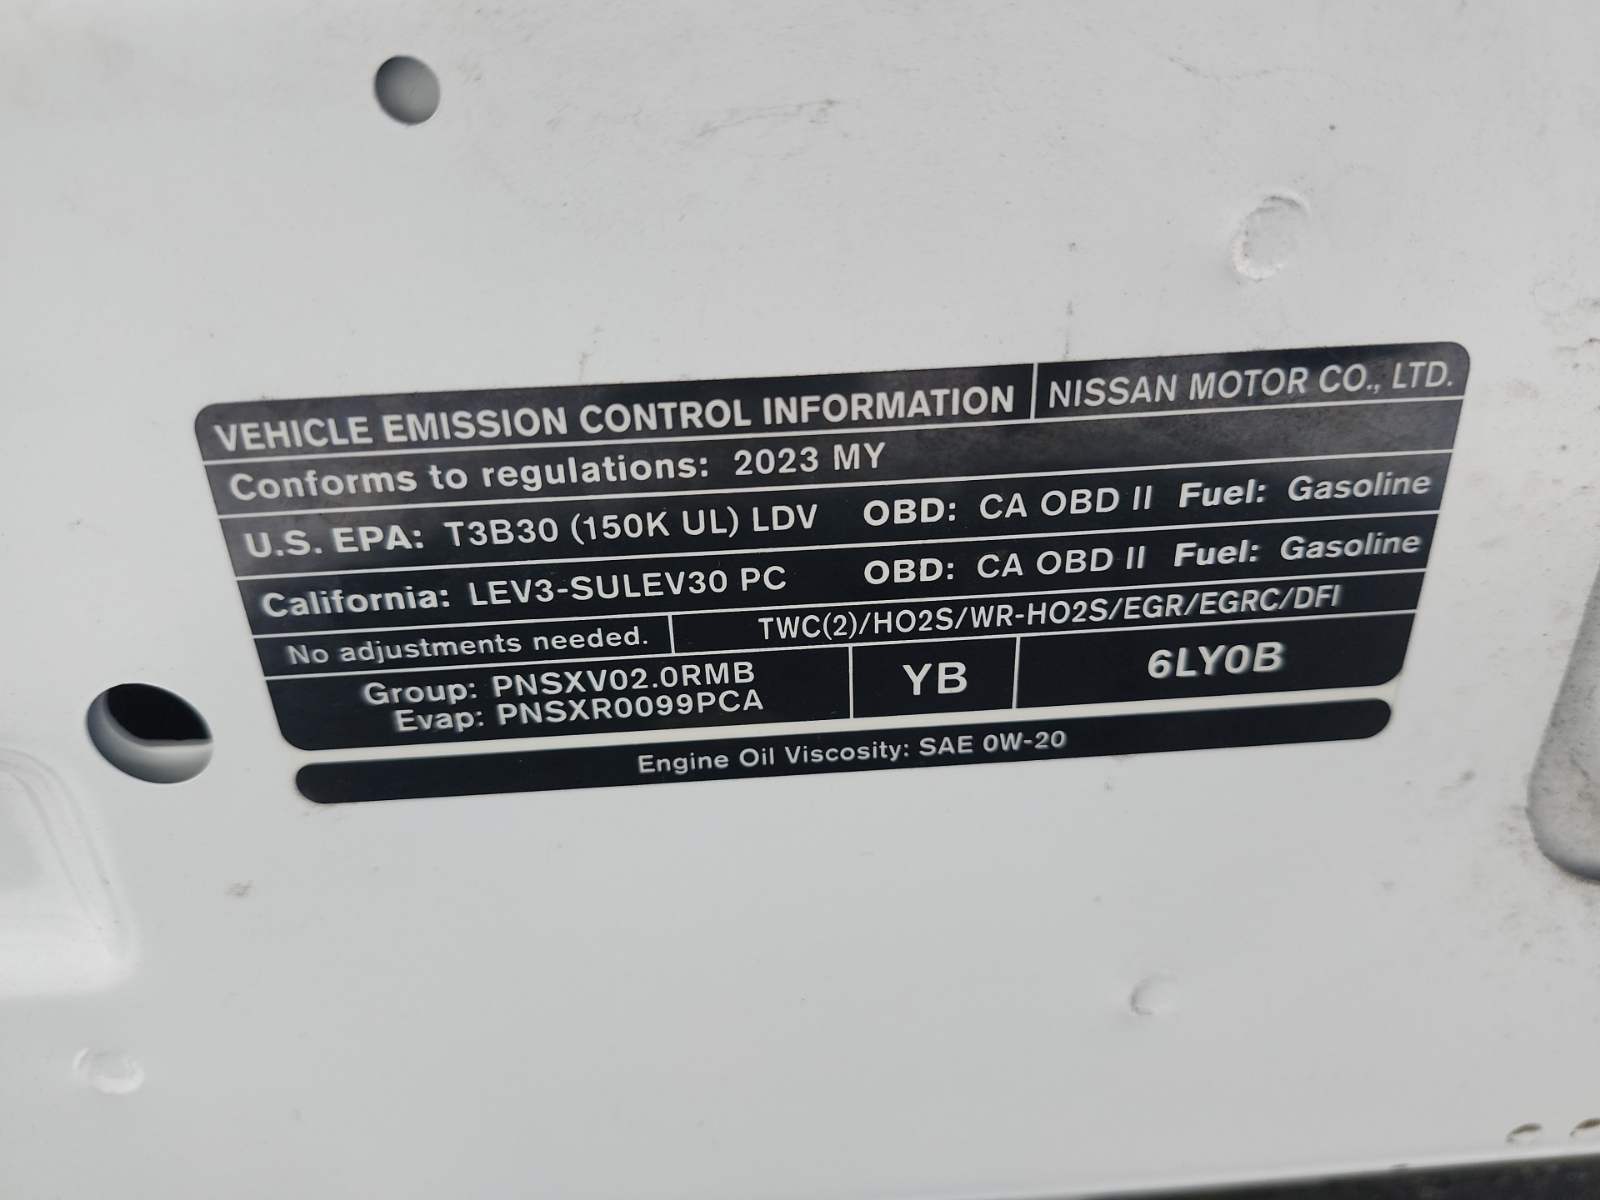 VEHICLE EMISSION CONTROL INFORMATION NISSAN MOTOR CO., LTD.
Conforms to regulations: 2023 MY
U.S. EPA: T3B30 (150K UL) LDV OBD: CA OBD II Fuel: Gasoline
California: LEV3-SULEV30 PC OBD: CA OBD II Fuel: Gasoline
No adjustments needed. TWC(2)/HO2S/WR-HO2S/EGR/EGRC/DFI
Group: PNSXV02.0RMB
Evap: PNSXR0099PCA
YB
6LY0B
Engine Oil Viscosity: SAE 0W-20